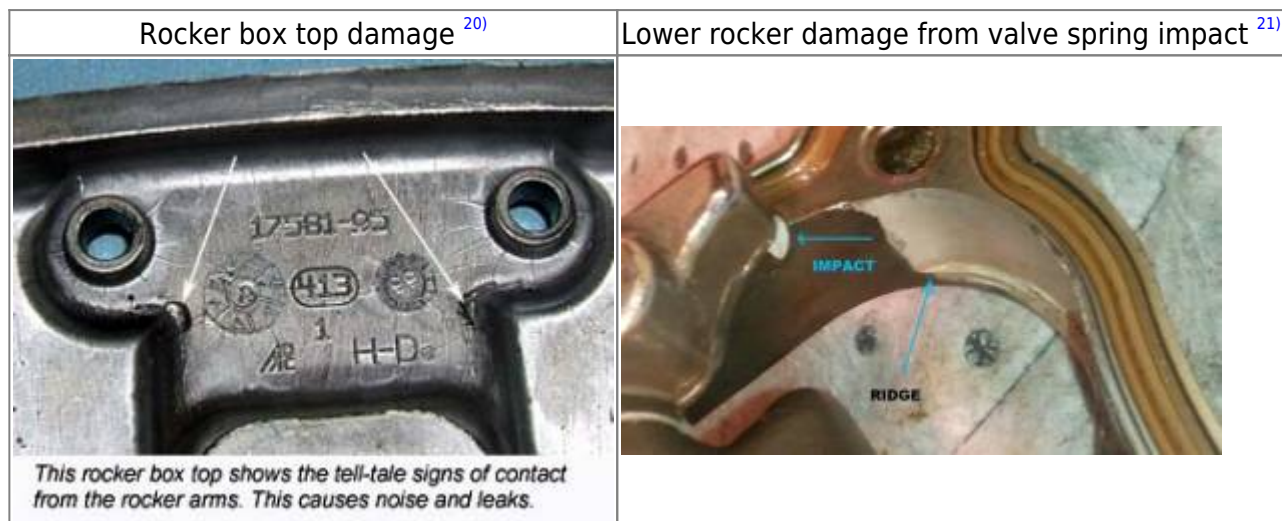 Rocker box top damage 20)
Lower rocker damage from valve spring impact 21)
17581-95
413
1
H-D
This rocker box top shows the tell-tale signs of contact
from the rocker arms. This causes noise and leaks.
IMPACT
RIDGE